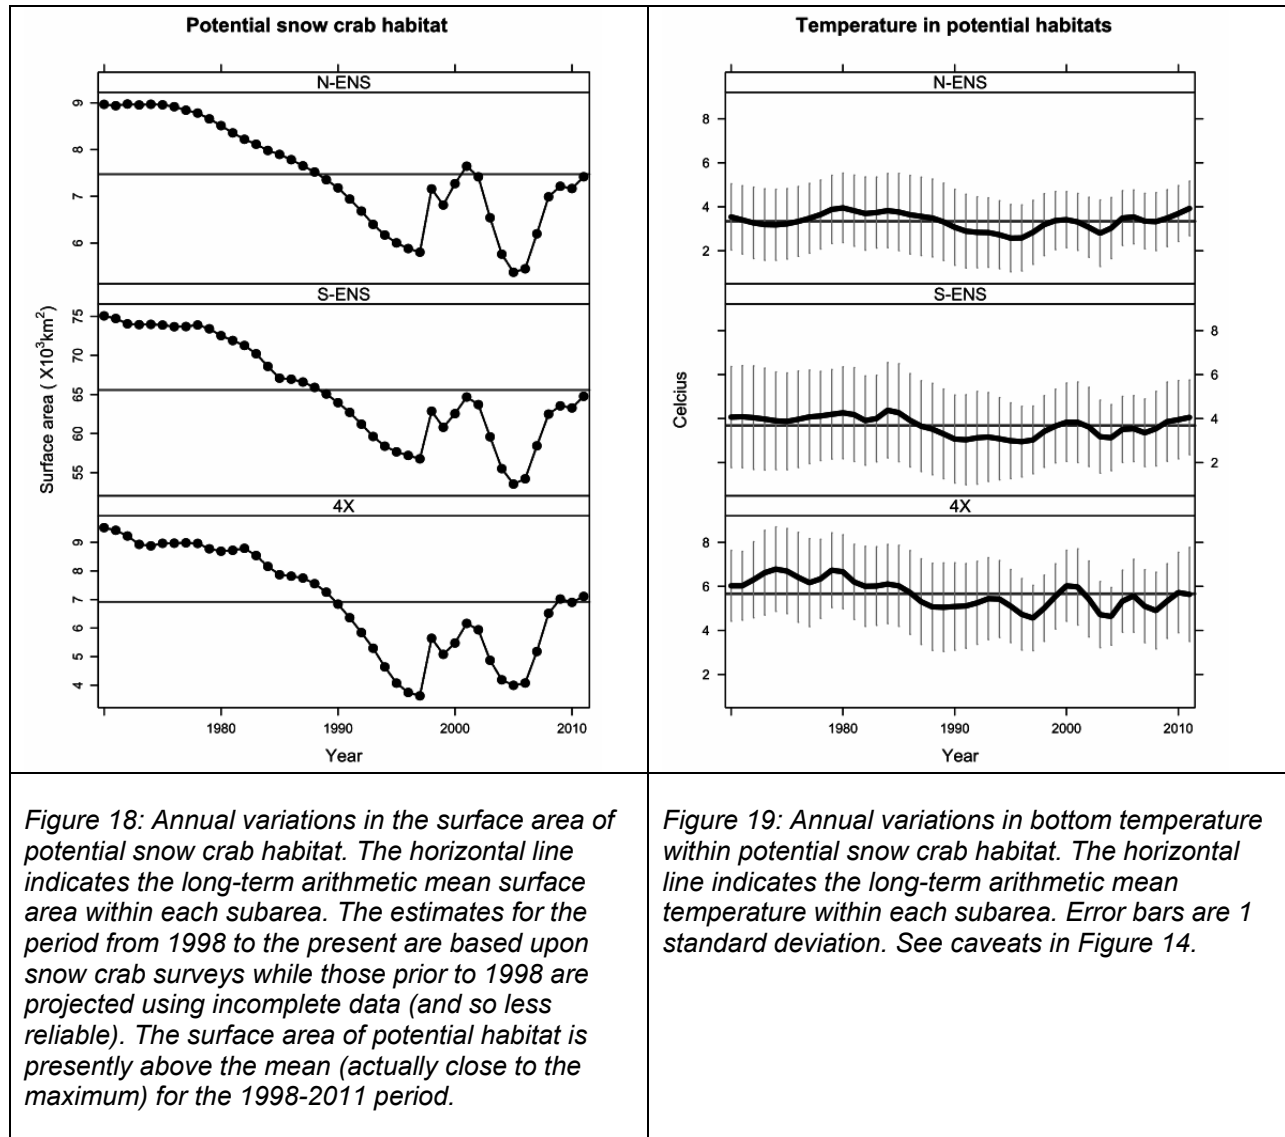 Potential snow crab habitat
N-ENS
9
8
7
6
S-ENS
75
70
65
60
55
4X
9
8
7
6
5
4
Surface area ( X10³km²)
1980 1990 2000 2010
Year
Temperature in potential habitats
N-ENS
8 8
6 6
4 4
2 2
S-ENS
8
6
4
2
4X
8 8
6 6
4 4
2 2
Celcius
1980 1990 2000 2010
Year
Figure 18: Annual variations in the surface area of
potential snow crab habitat. The horizontal line
indicates the long-term arithmetic mean surface
area within each subarea. The estimates for the
period from 1998 to the present are based upon
snow crab surveys while those prior to 1998 are
projected using incomplete data (and so less
reliable). The surface area of potential habitat is
presently above the mean (actually close to the
maximum) for the 1998-2011 period.
Figure 19: Annual variations in bottom temperature
within potential snow crab habitat. The horizontal
line indicates the long-term arithmetic mean
temperature within each subarea. Error bars are 1
standard deviation. See caveats in Figure 14.